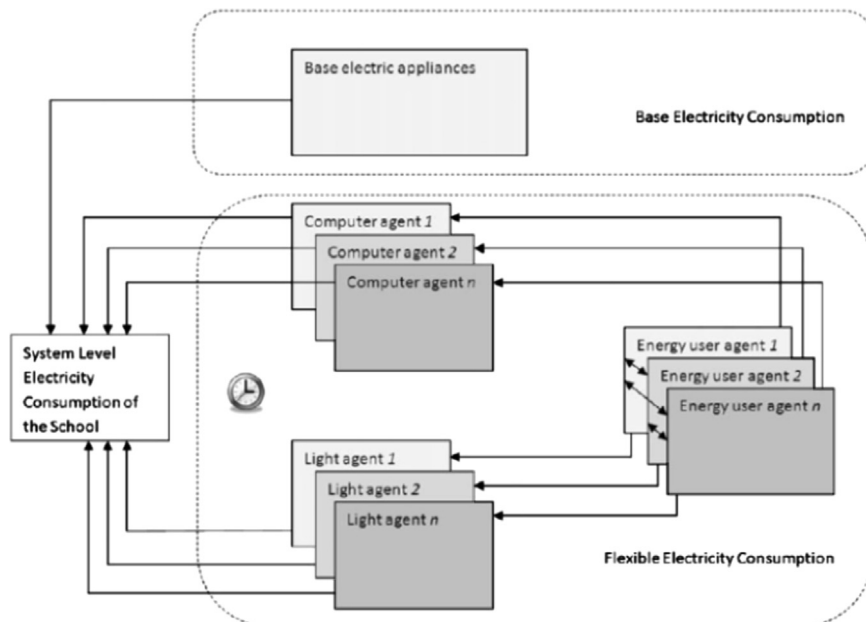 Base electric appliances
Base Electricity Consumption
Computer agent 1
Computer agent 2
Computer agent n
System Level
Electricity
Consumption of
the School
Energy user agent 1
Energy user agent 2
Energy user agent n
Light agent 1
Light agent 2
Light agent n
Flexible Electricity Consumption